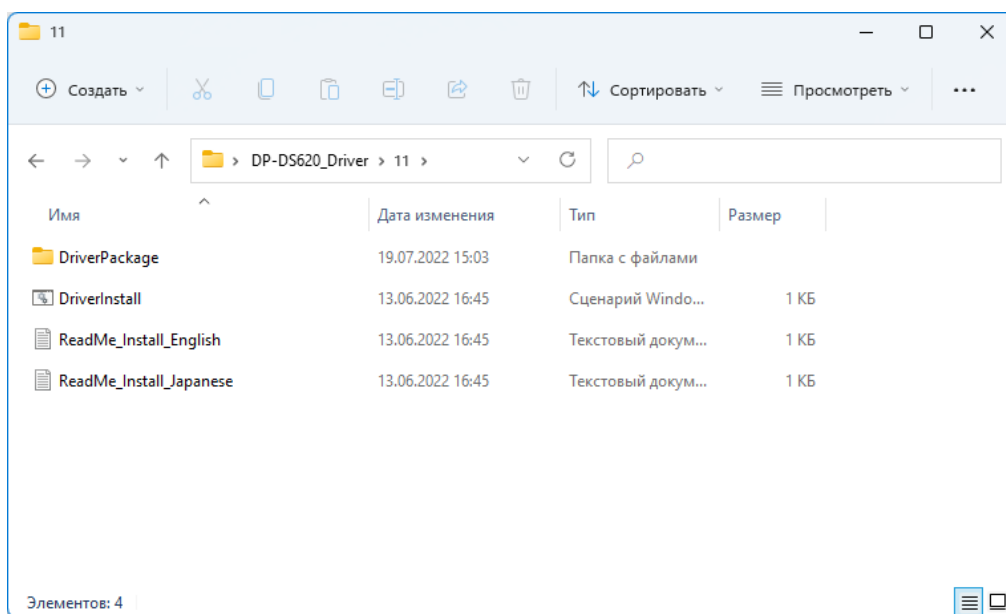 11
Создать Сортировать Просмотреть ...
DP-DS620_Driver > 11 >
Имя Дата изменения Тип Размер
DriverPackage 19.07.2022 15:03 Папка с файлами
DriverInstall 13.06.2022 16:45 Сценарий Windo... 1 КБ
ReadMe_Install_English 13.06.2022 16:45 Текстовый докум... 1 КБ
ReadMe_Install_Japanese 13.06.2022 16:45 Текстовый докум... 1 КБ
Элементов: 4